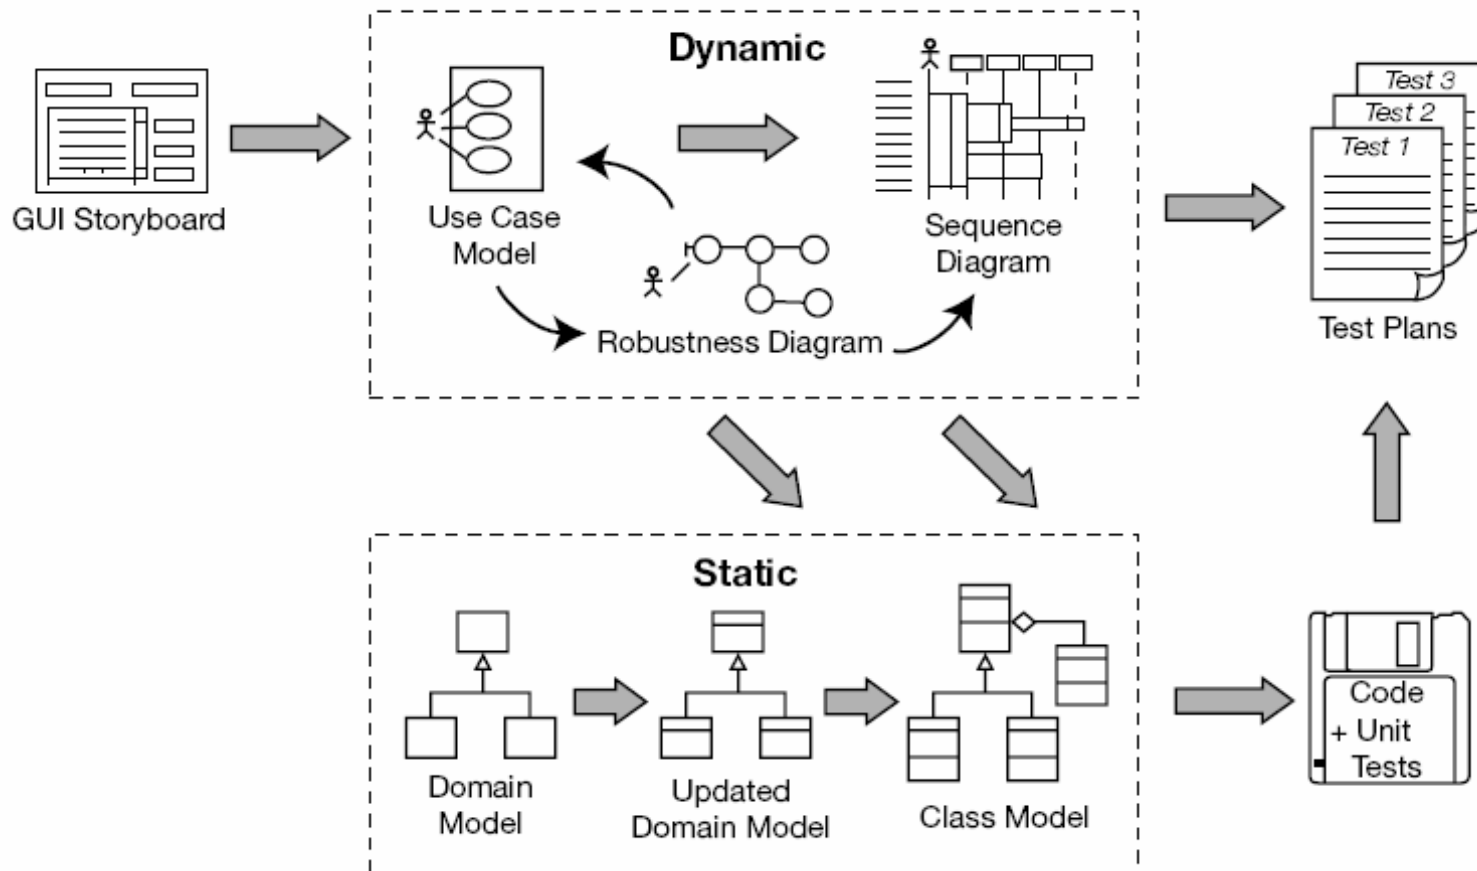 Dynamic
GUI Storyboard
Use Case
Model
Robustness Diagram
Sequence
Diagram
Test 3
Test 2
Test 1
Test Plans
Static
Domain
Model
Updated
Domain Model
Class Model
Code
+ Unit
Tests